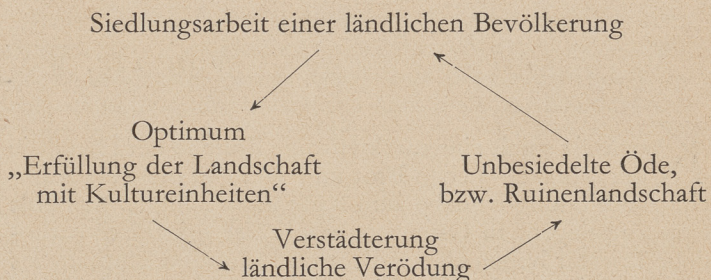 Siedlungsarbeit einer ländlichen Bevölkerung
Optimum
„Erfüllung der Landschaft
mit Kultureinheiten“
Unbesiedelte Öde,
bzw. Ruinenlandschaft
Verstädterung
ländliche Verödung